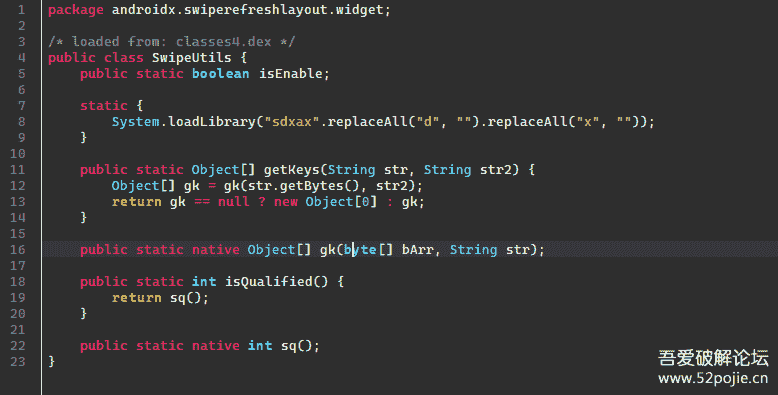 1 package androidx.swiperefreshlayout.widget;
2
3 /* loaded from: classes4.dex */
4 public class SwipeUtils {
5     public static boolean isEnable;
6
7     static {
8         System.loadLibrary("sdxax".replaceAll("d", "").replaceAll("x", ""));
9     }
10
11     public static Object[] getKeys(String str, String str2) {
12         Object[] gk = gk(str.getBytes(), str2);
13         return gk == null ? new Object[0] : gk;
14     }
15
16     public static native Object[] gk(byte[] bArr, String str);
17
18     public static int isQualified() {
19         return sq();
20     }
21
22     public static native int sq();
23 }
吾爱破解论坛
www.52pojie.cn